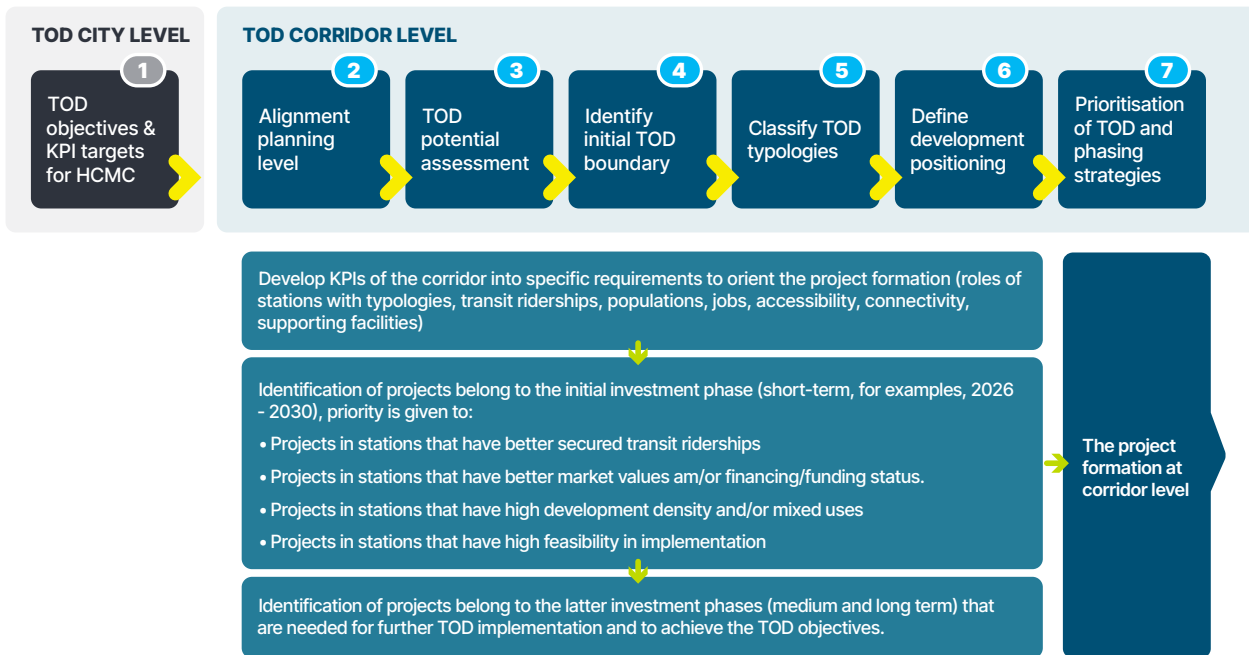 TOD CITY LEVEL
1
TOD
objectives &
KPI targets
for HCMC
TOD CORRIDOR LEVEL
2
Alignment
planning
level
3
TOD
potential
assessment
4
Identify
initial TOD
boundary
5
Classify TOD
typologies
6
Define
development
positioning
7
Prioritisation
of TOD and
phasing
strategies
Develop KPIs of the corridor into specific requirements to orient the project formation (roles of
stations with typologies, transit riderships, populations, jobs, accessibility, connectivity,
supporting facilities)
Identification of projects belong to the initial investment phase (short-term, for examples, 2026
- 2030), priority is given to:
• Projects in stations that have better secured transit riderships
• Projects in stations that have better market values am/or financing/funding status.
• Projects in stations that have high development density and/or mixed uses
• Projects in stations that have high feasibility in implementation
Identification of projects belong to the latter investment phases (medium and long term) that
are needed for further TOD implementation and to achieve the TOD objectives.
The project
formation at
corridor level